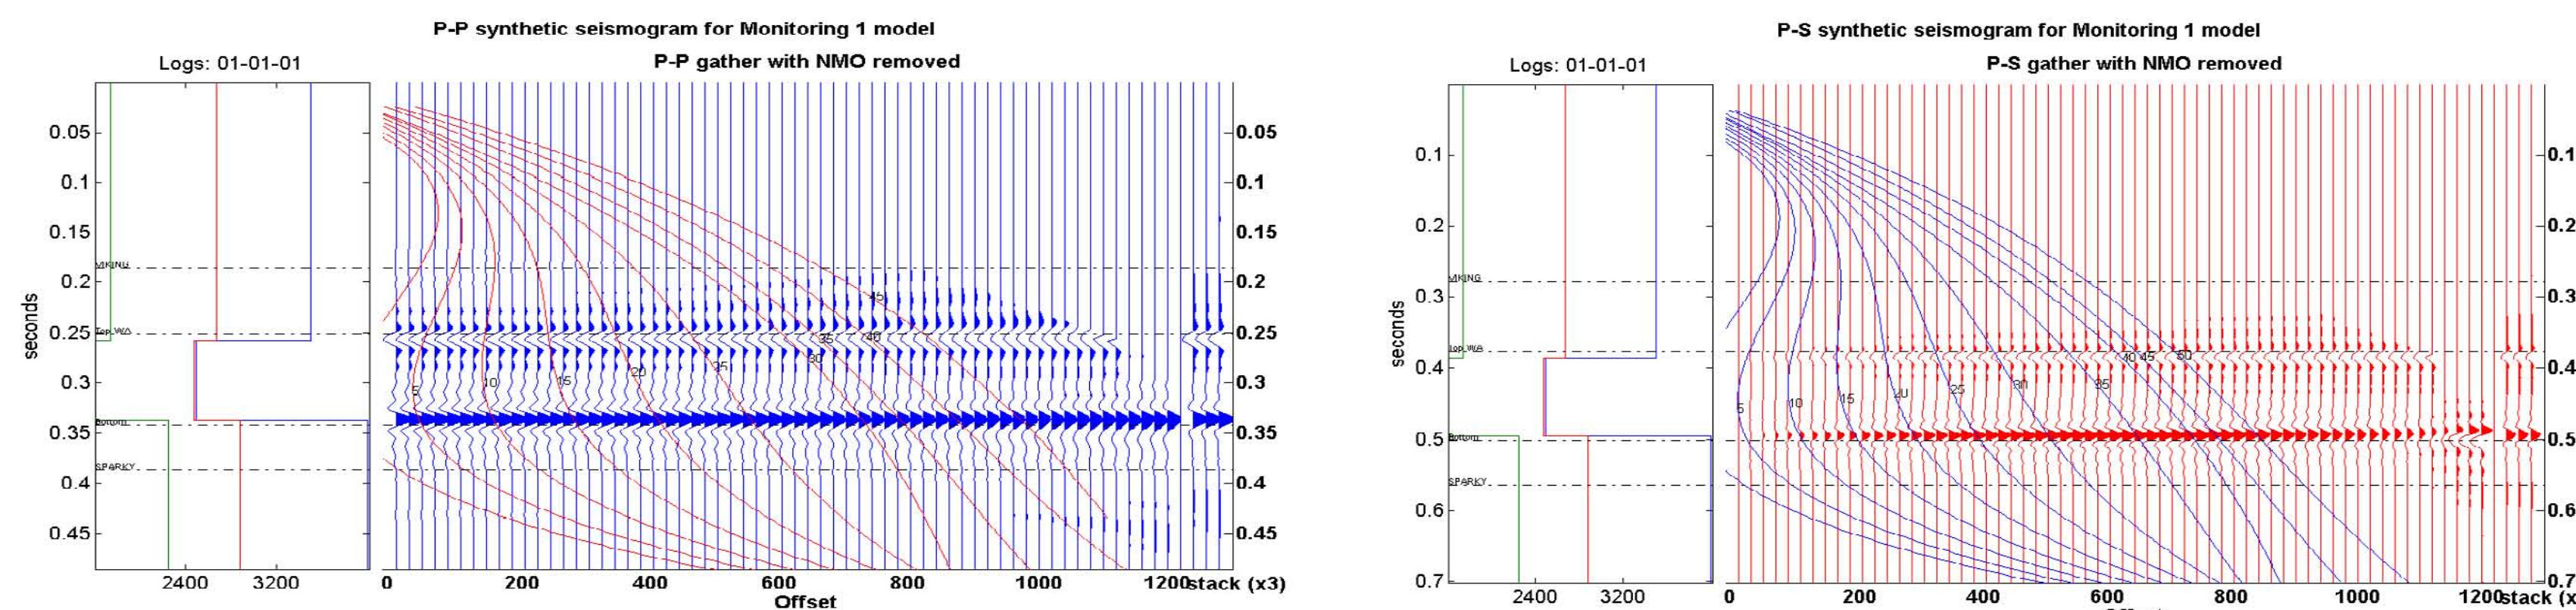 P-P synthetic seismogram for Monitoring 1 model
Logs: 01-01-01
P-P gather with NMO removed
seconds
0.05
0.1
0.15
0.2
0.25
0.3
0.35
0.4
0.45
VIKING
Top_WA
Bottom
SPARKY
2400 3200
5 10 15 20 25 30 35 40 45
0.05
0.1
0.15
0.2
0.25
0.3
0.35
0.4
0.45
0 200 400 600 800 1000 1200 stack (x3)
Offset
P-S synthetic seismogram for Monitoring 1 model
Logs: 01-01-01
P-S gather with NMO removed
seconds
0.1
0.2
0.3
0.4
0.5
0.6
0.7
VIKING
Top_WA
Bottom
SPARKY
2400 3200
5 10 15 20 25 30 35 40 45 50
0.1
0.2
0.3
0.4
0.5
0.6
0.7
0 200 400 600 800 1000 1200 stack (x